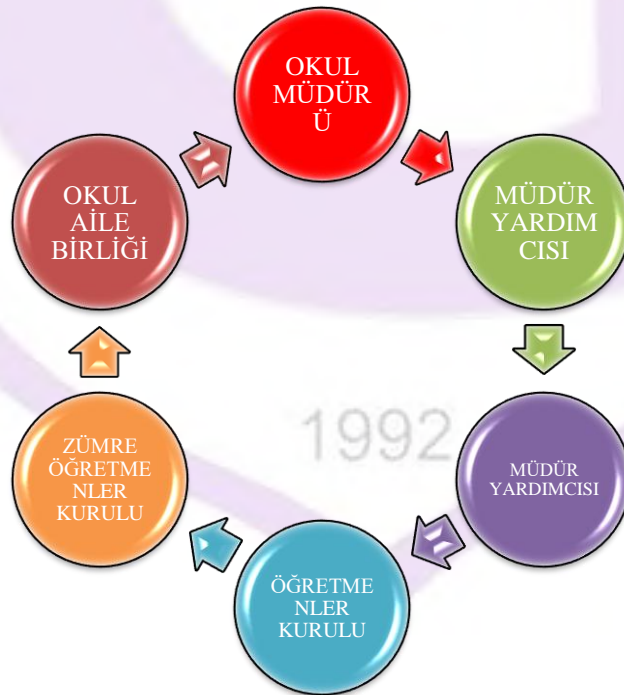 OKUL
MÜDÜR
Ü
MÜDÜR
YARDIM
CISI
MÜDÜR
YARDIMCISI
ÖĞRETME
NLER
KURULU
ZÜMRE
ÖĞRETME
NLER
KURULU
OKUL
AİLE
BİRLİĞİ
1992